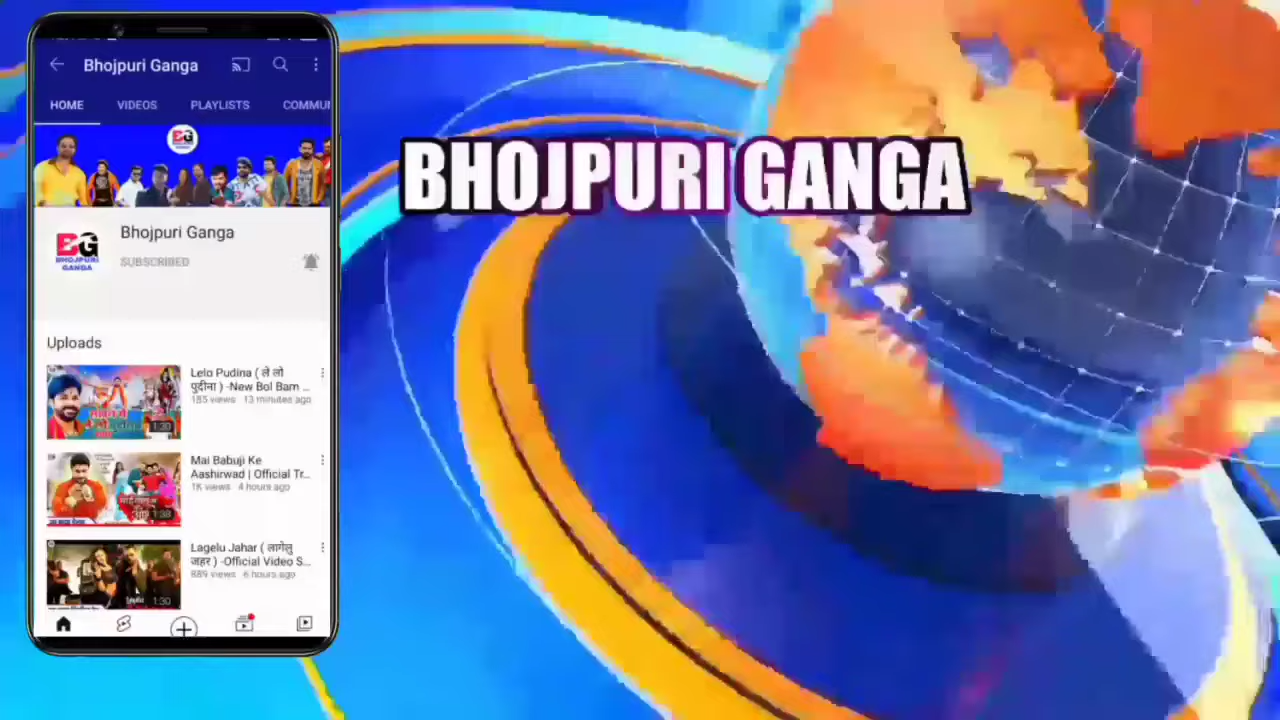 Bhojpuri Ganga
HOME VIDEOS PLAYLISTS COMMUN
BG
BHOJPURI GANGA
Bhojpuri Ganga
SUBSCRIBED
BG
BHOJPURI
GANGA
Uploads
Lelo Pudina ( ले लो
पुदीना ) -New Bol Bam ...
185 views 13 minutes ago
1:30
Mai Babuji Ke
Aashirwad | Official Tr...
1K views 4 hours ago
1:38
Lagelu Jahar ( लागेलु
जहर ) -Official Video S...
889 views 6 hours ago
1:30